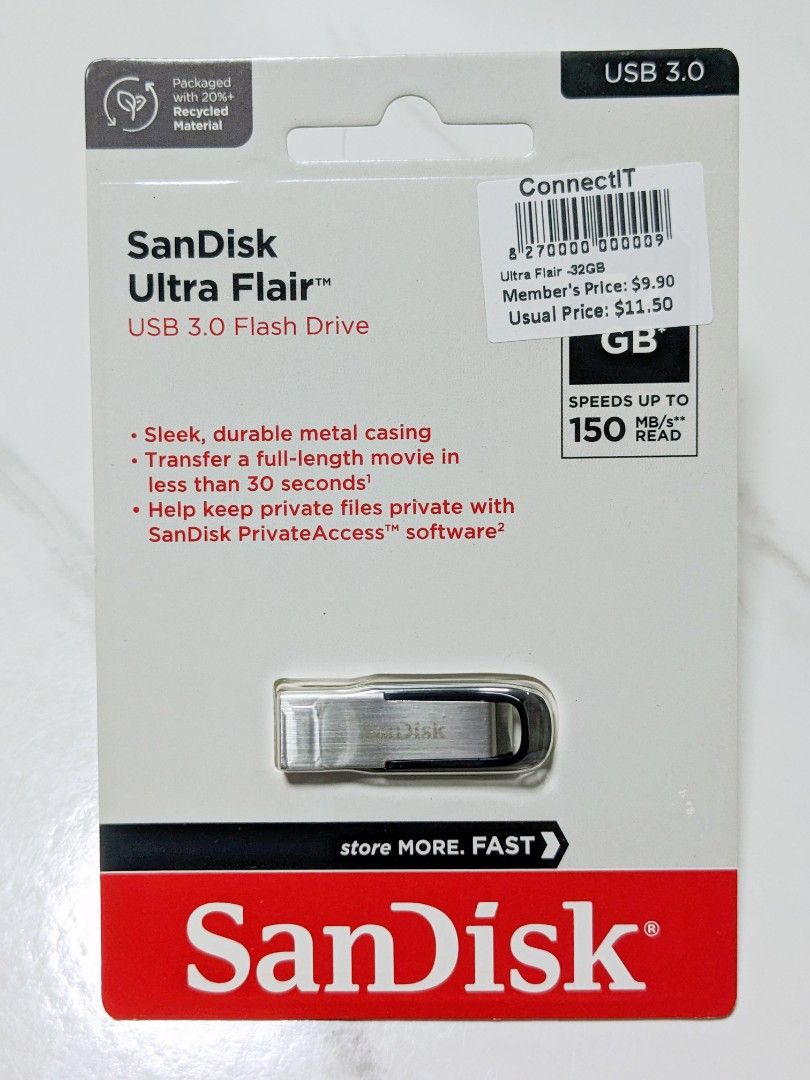 Packaged
with 20%+
Recycled
Material
USB 3.0
ConnectIT
8 270000 000009
Ultra Flair -32GB
Member's Price: $9.90
Usual Price: $11.50
SanDisk
Ultra Flair™
USB 3.0 Flash Drive
GB*
SPEEDS UP TO
150 MB/s**
READ
• Sleek, durable metal casing
• Transfer a full-length movie in
less than 30 seconds¹
• Help keep private files private with
SanDisk PrivateAccess™ software²
SanDisk
store MORE. FAST
SanDisk®